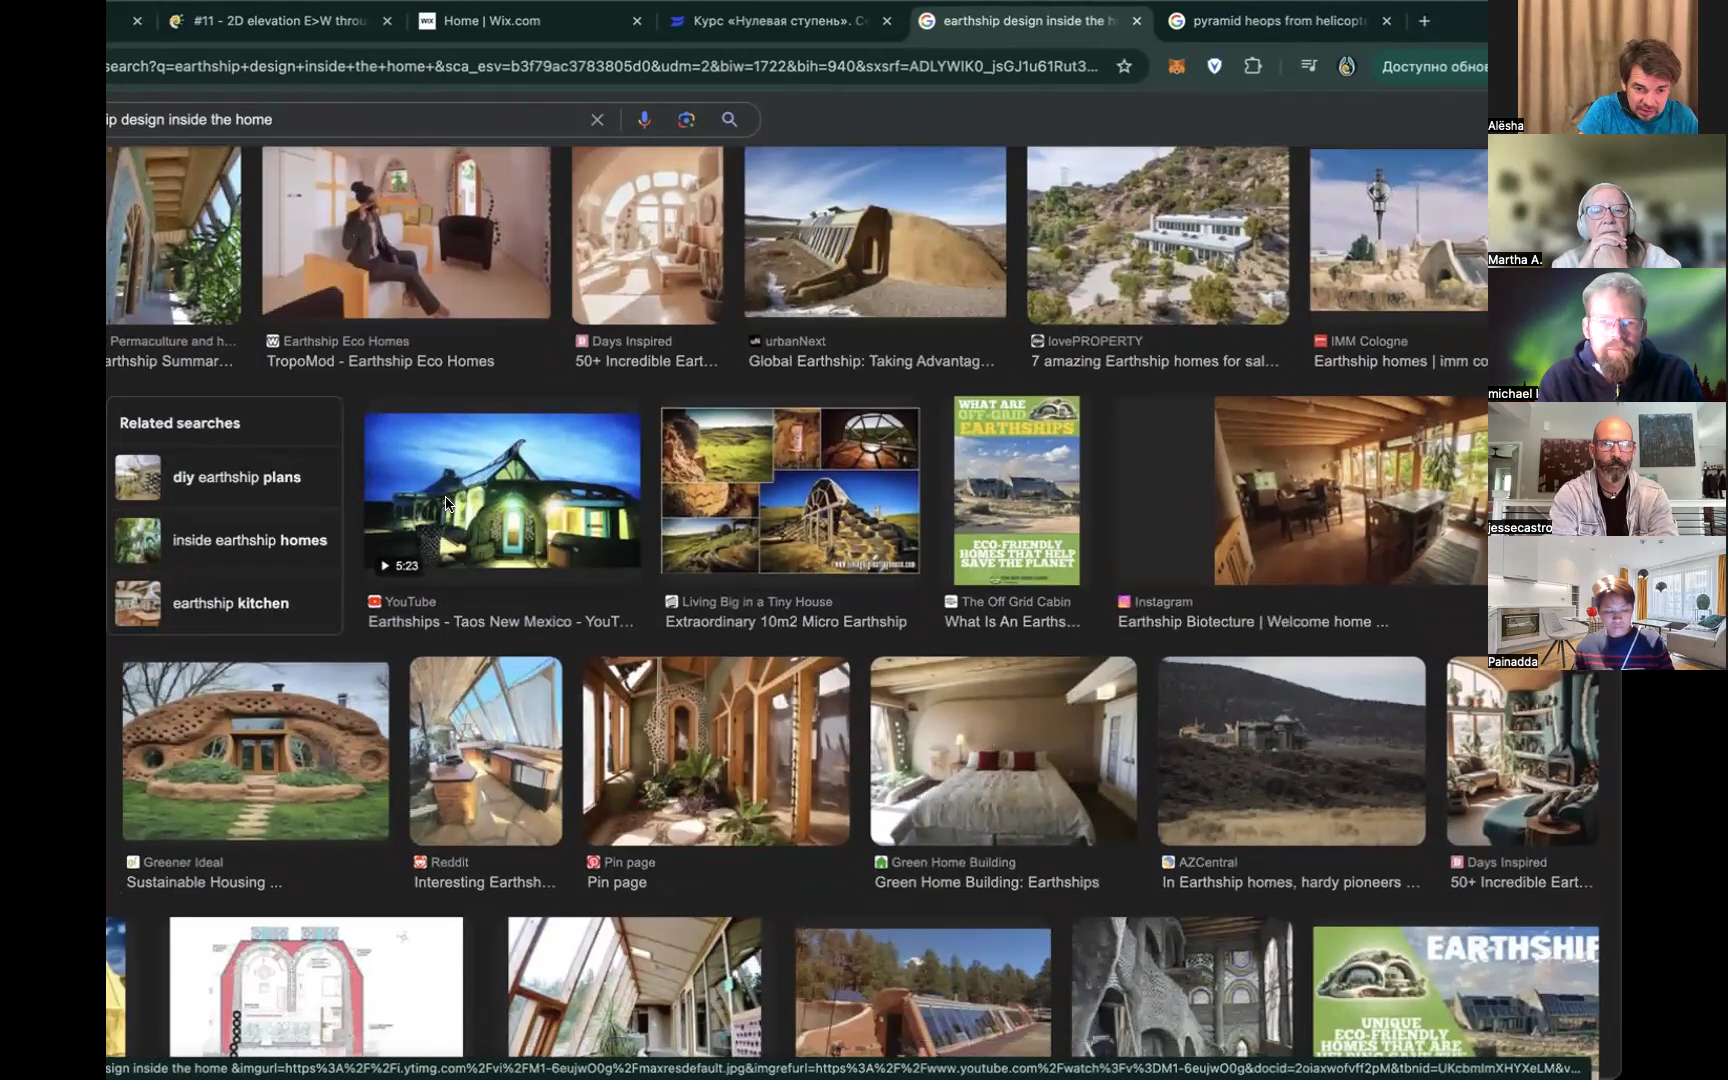 #11 - 2D elevation E>W throu
Home | Wix.com
Курс «Нулевая ступень». С
earthship design inside the h
pyramid heops from helicopt
search?q=earthship+design+inside+the+home+&sca_esv=b3f79ac3783805d0&udm=2&biw=1722&bih=940&sxsrf=ADLYWIK0_jsGJ1u61Rut3...
Доступно обнов
ip design inside the home
Alësha
Martha A.
michael l
jessecastro
Painadda
Permaculture and h...
arthship Summar...
Earthship Eco Homes
TropoMod - Earthship Eco Homes
Days Inspired
50+ Incredible Eart...
urbanNext
Global Earthship: Taking Advantag...
lovePROPERTY
7 amazing Earthship homes for sal...
IMM Cologne
Earthship homes | imm co
Related searches
diy earthship plans
inside earthship homes
earthship kitchen
5:23
YouTube
Earthships - Taos New Mexico - YouT...
Living Big in a Tiny House
Extraordinary 10m2 Micro Earthship
WHAT ARE
OFF-GRID
EARTHSHIPS
ECO-FRIENDLY
HOMES THAT HELP
SAVE THE PLANET
The Off Grid Cabin
What Is An Earths...
Instagram
Earthship Biotecture | Welcome home ...
Greener Ideal
Sustainable Housing ...
Reddit
Interesting Earthsh...
Pin page
Pin page
Green Home Building
Green Home Building: Earthships
AZCentral
In Earthship homes, hardy pioneers ...
Days Inspired
50+ Incredible Eart...
EARTHSHIP
UNIQUE
ECO-FRIENDLY
HOMES THAT ARE
sign inside the home &imgurl=https%3A%2F%2Fi.ytimg.com%2Fvi%2FM1-6eujwO0g%2Fmaxresdefault.jpg&imgrefurl=https%3A%2F%2Fwww.youtube.com%2Fwatch%3Fv%3DM1-6eujwO0g&docid=2oiaxwofvff2pM&tbnid=UKcbmImXHYXeLM&v...